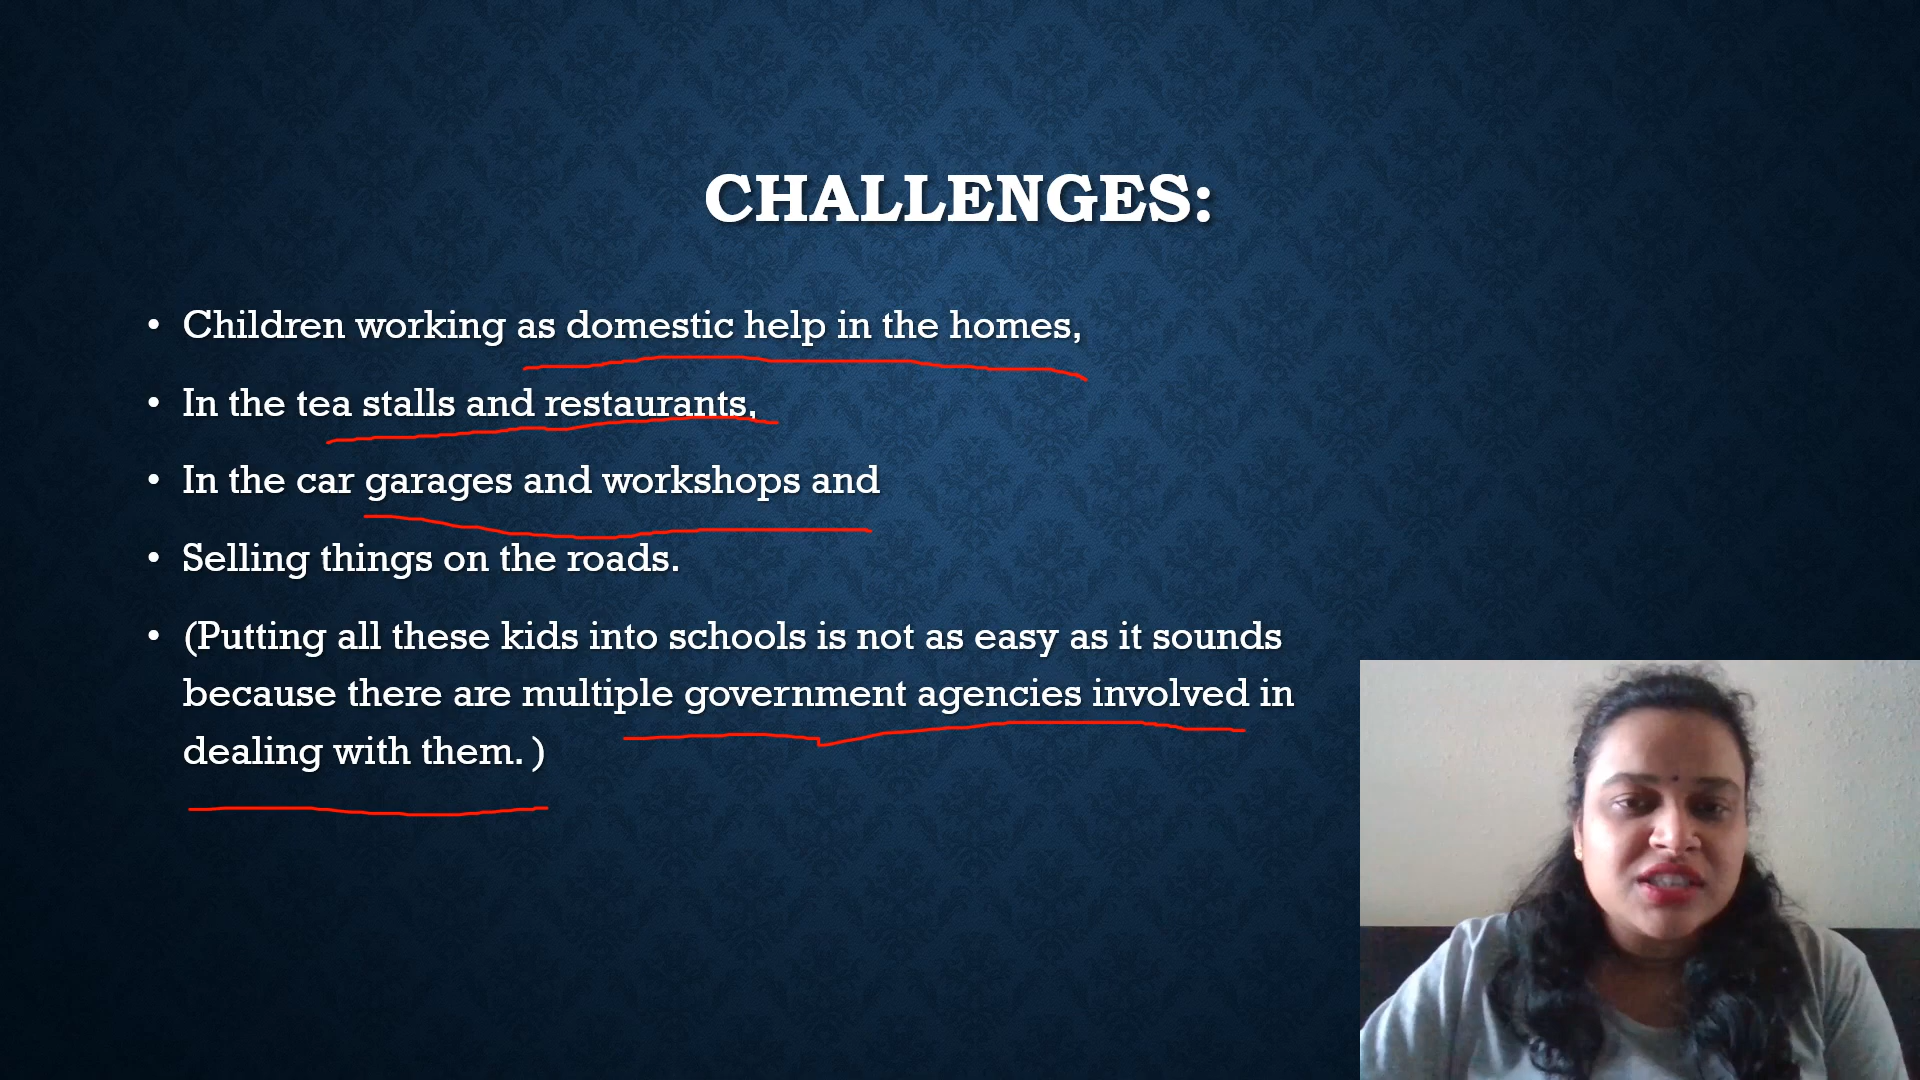 CHALLENGES:
• Children working as domestic help in the homes,
• In the tea stalls and restaurants,
• In the car garages and workshops and
• Selling things on the roads.
• (Putting all these kids into schools is not as easy as it sounds
because there are multiple government agencies involved in
dealing with them. )